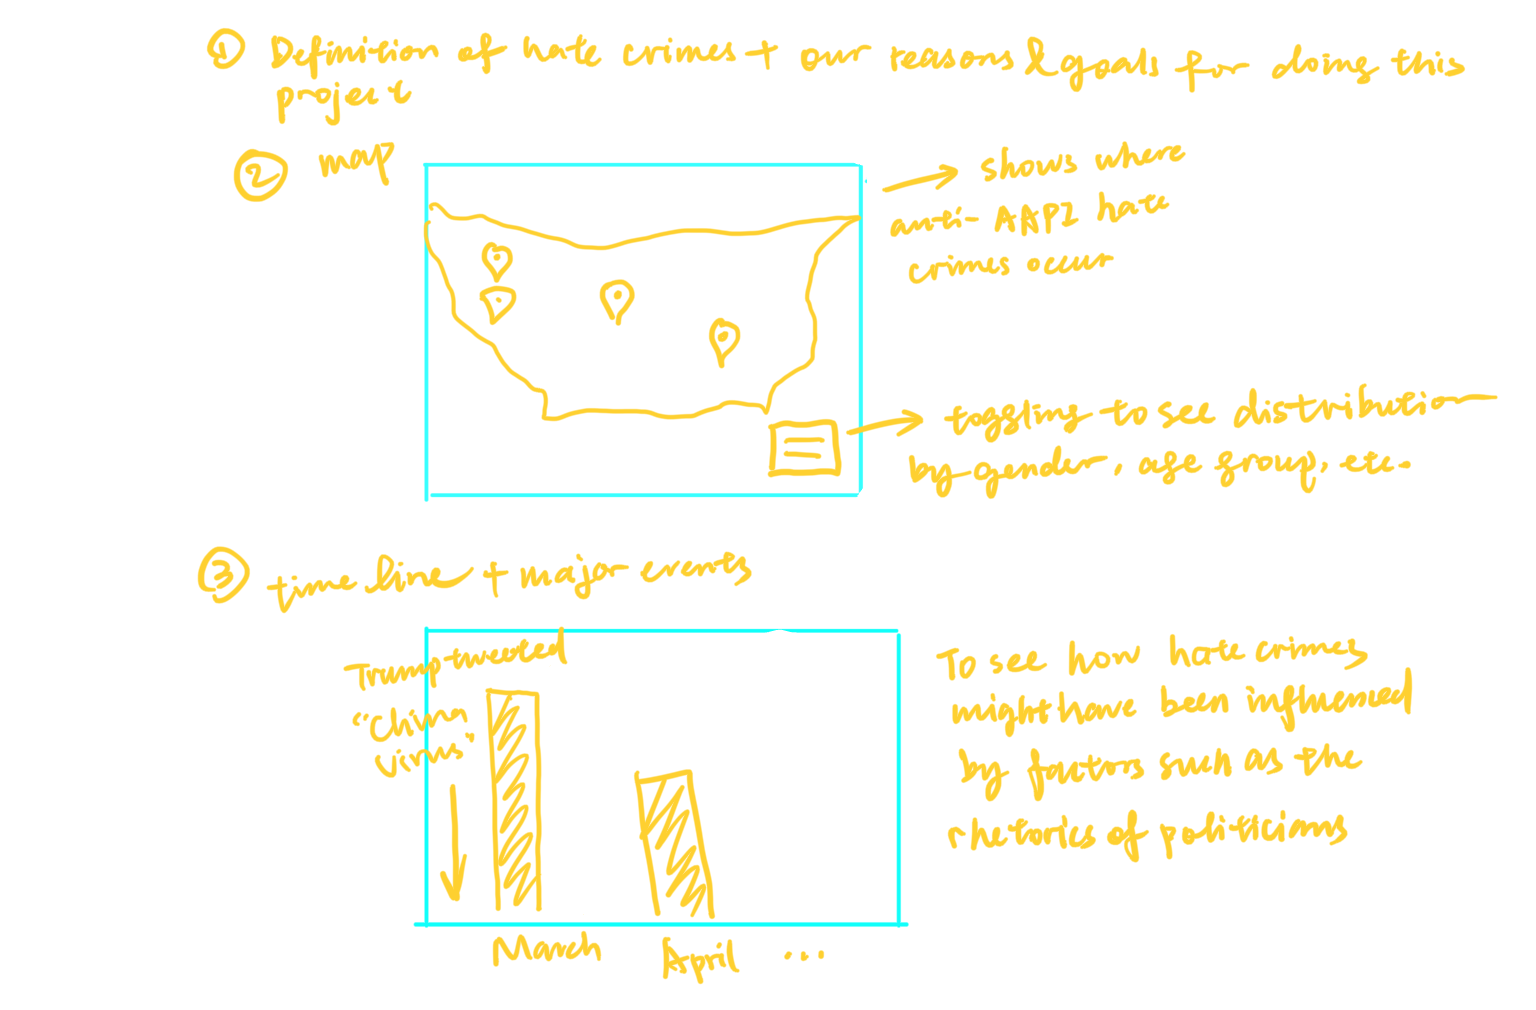 ① Definition of hate crimes + our reasons & goals for doing this
project
② map
→ shows where
anti-AAPI hate
crimes occur
→ toggling to see distribution
by gender, age group, etc.
③ time line + major events
Trump tweeted
"China
virus"
March
April
...
To see how hate crimes
might have been influenced
by factors such as the
rhetorics of politicians